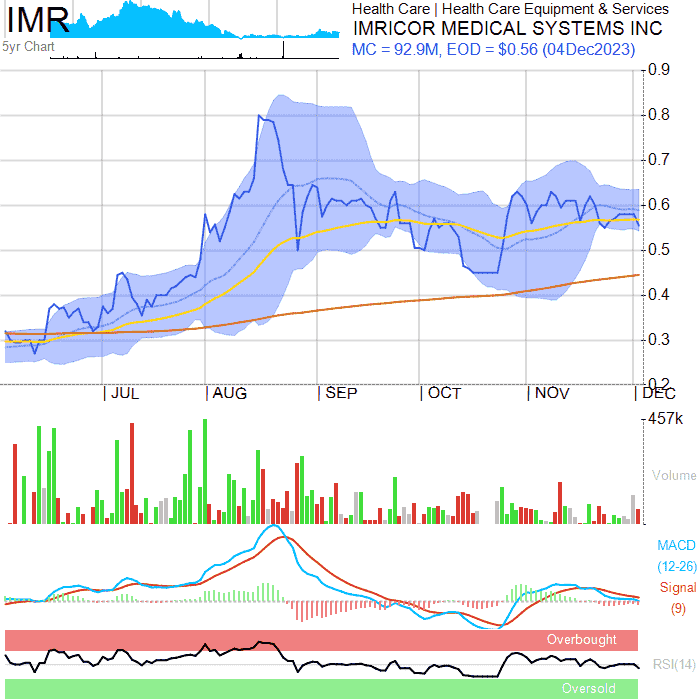 IMR
5yr Chart
Health Care | Health Care Equipment & Services
IMRICOR MEDICAL SYSTEMS INC
MC = 92.9M, EOD = $0.56 (04Dec2023)
0.9
0.8
0.7
0.6
0.5
0.4
0.3
0.2
JUL
AUG
SEP
OCT
NOV
DEC
457k
Volume
MACD
(12-26)
Signal
(9)
Overbought
RSI(14)
Oversold